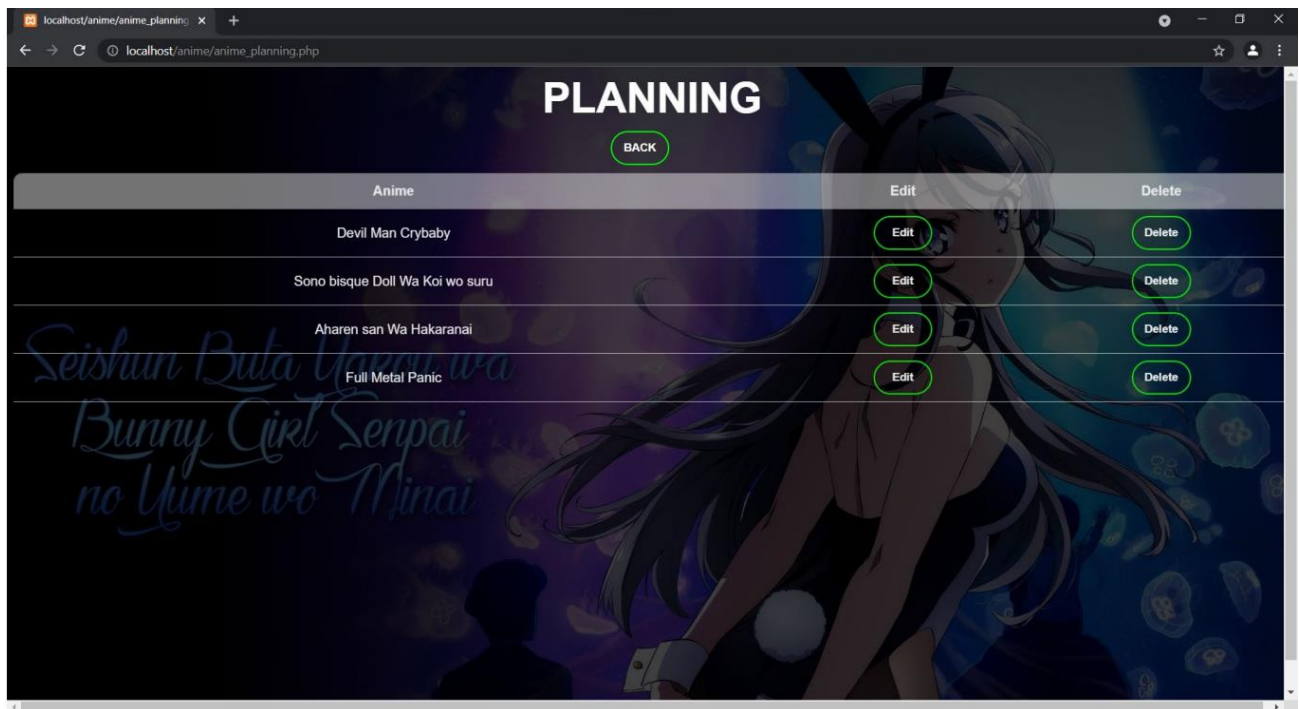 localhost/anime/anime_planning
localhost/anime/anime_planning.php
PLANNING
BACK
Anime Edit Delete
Devil Man Crybaby Edit Delete
Sono bisque Doll Wa Koi wo suru Edit Delete
Aharen san Wa Hakaranai Edit Delete
Full Metal Panic Edit Delete
Seishun Buta Yarou wa
Bunny Girl Senpai
no Yume wo Minai